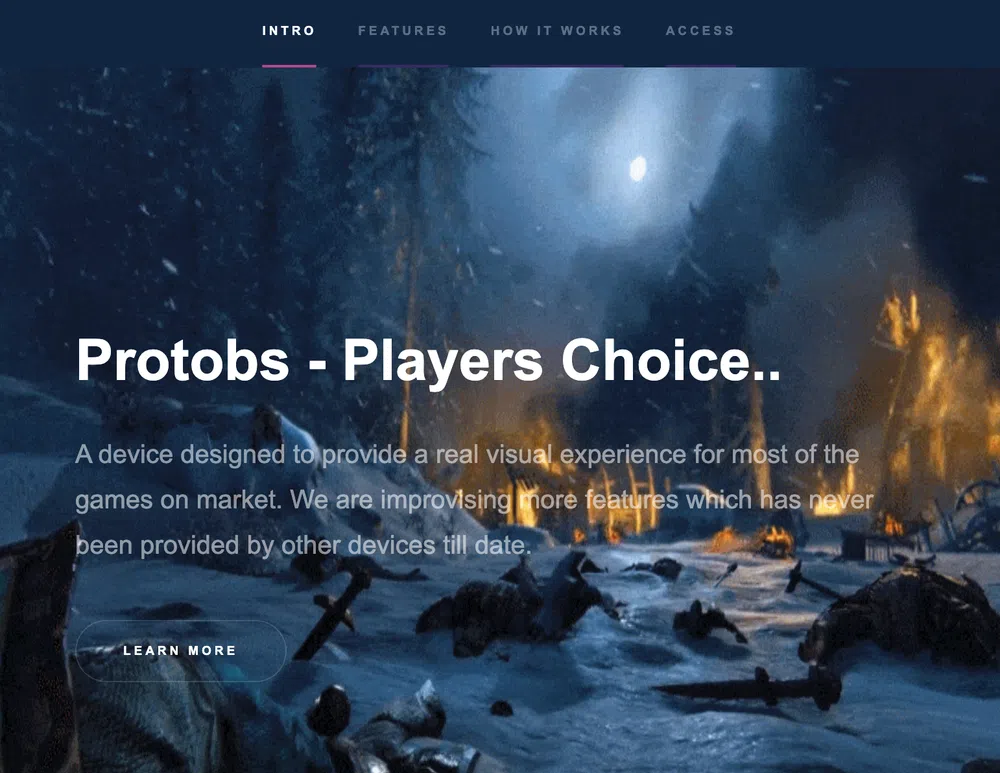 INTRO FEATURES HOW IT WORKS ACCESS
Protobs - Players Choice..
A device designed to provide a real visual experience for most of the
games on market. We are improvising more features which has never
been provided by other devices till date.
LEARN MORE